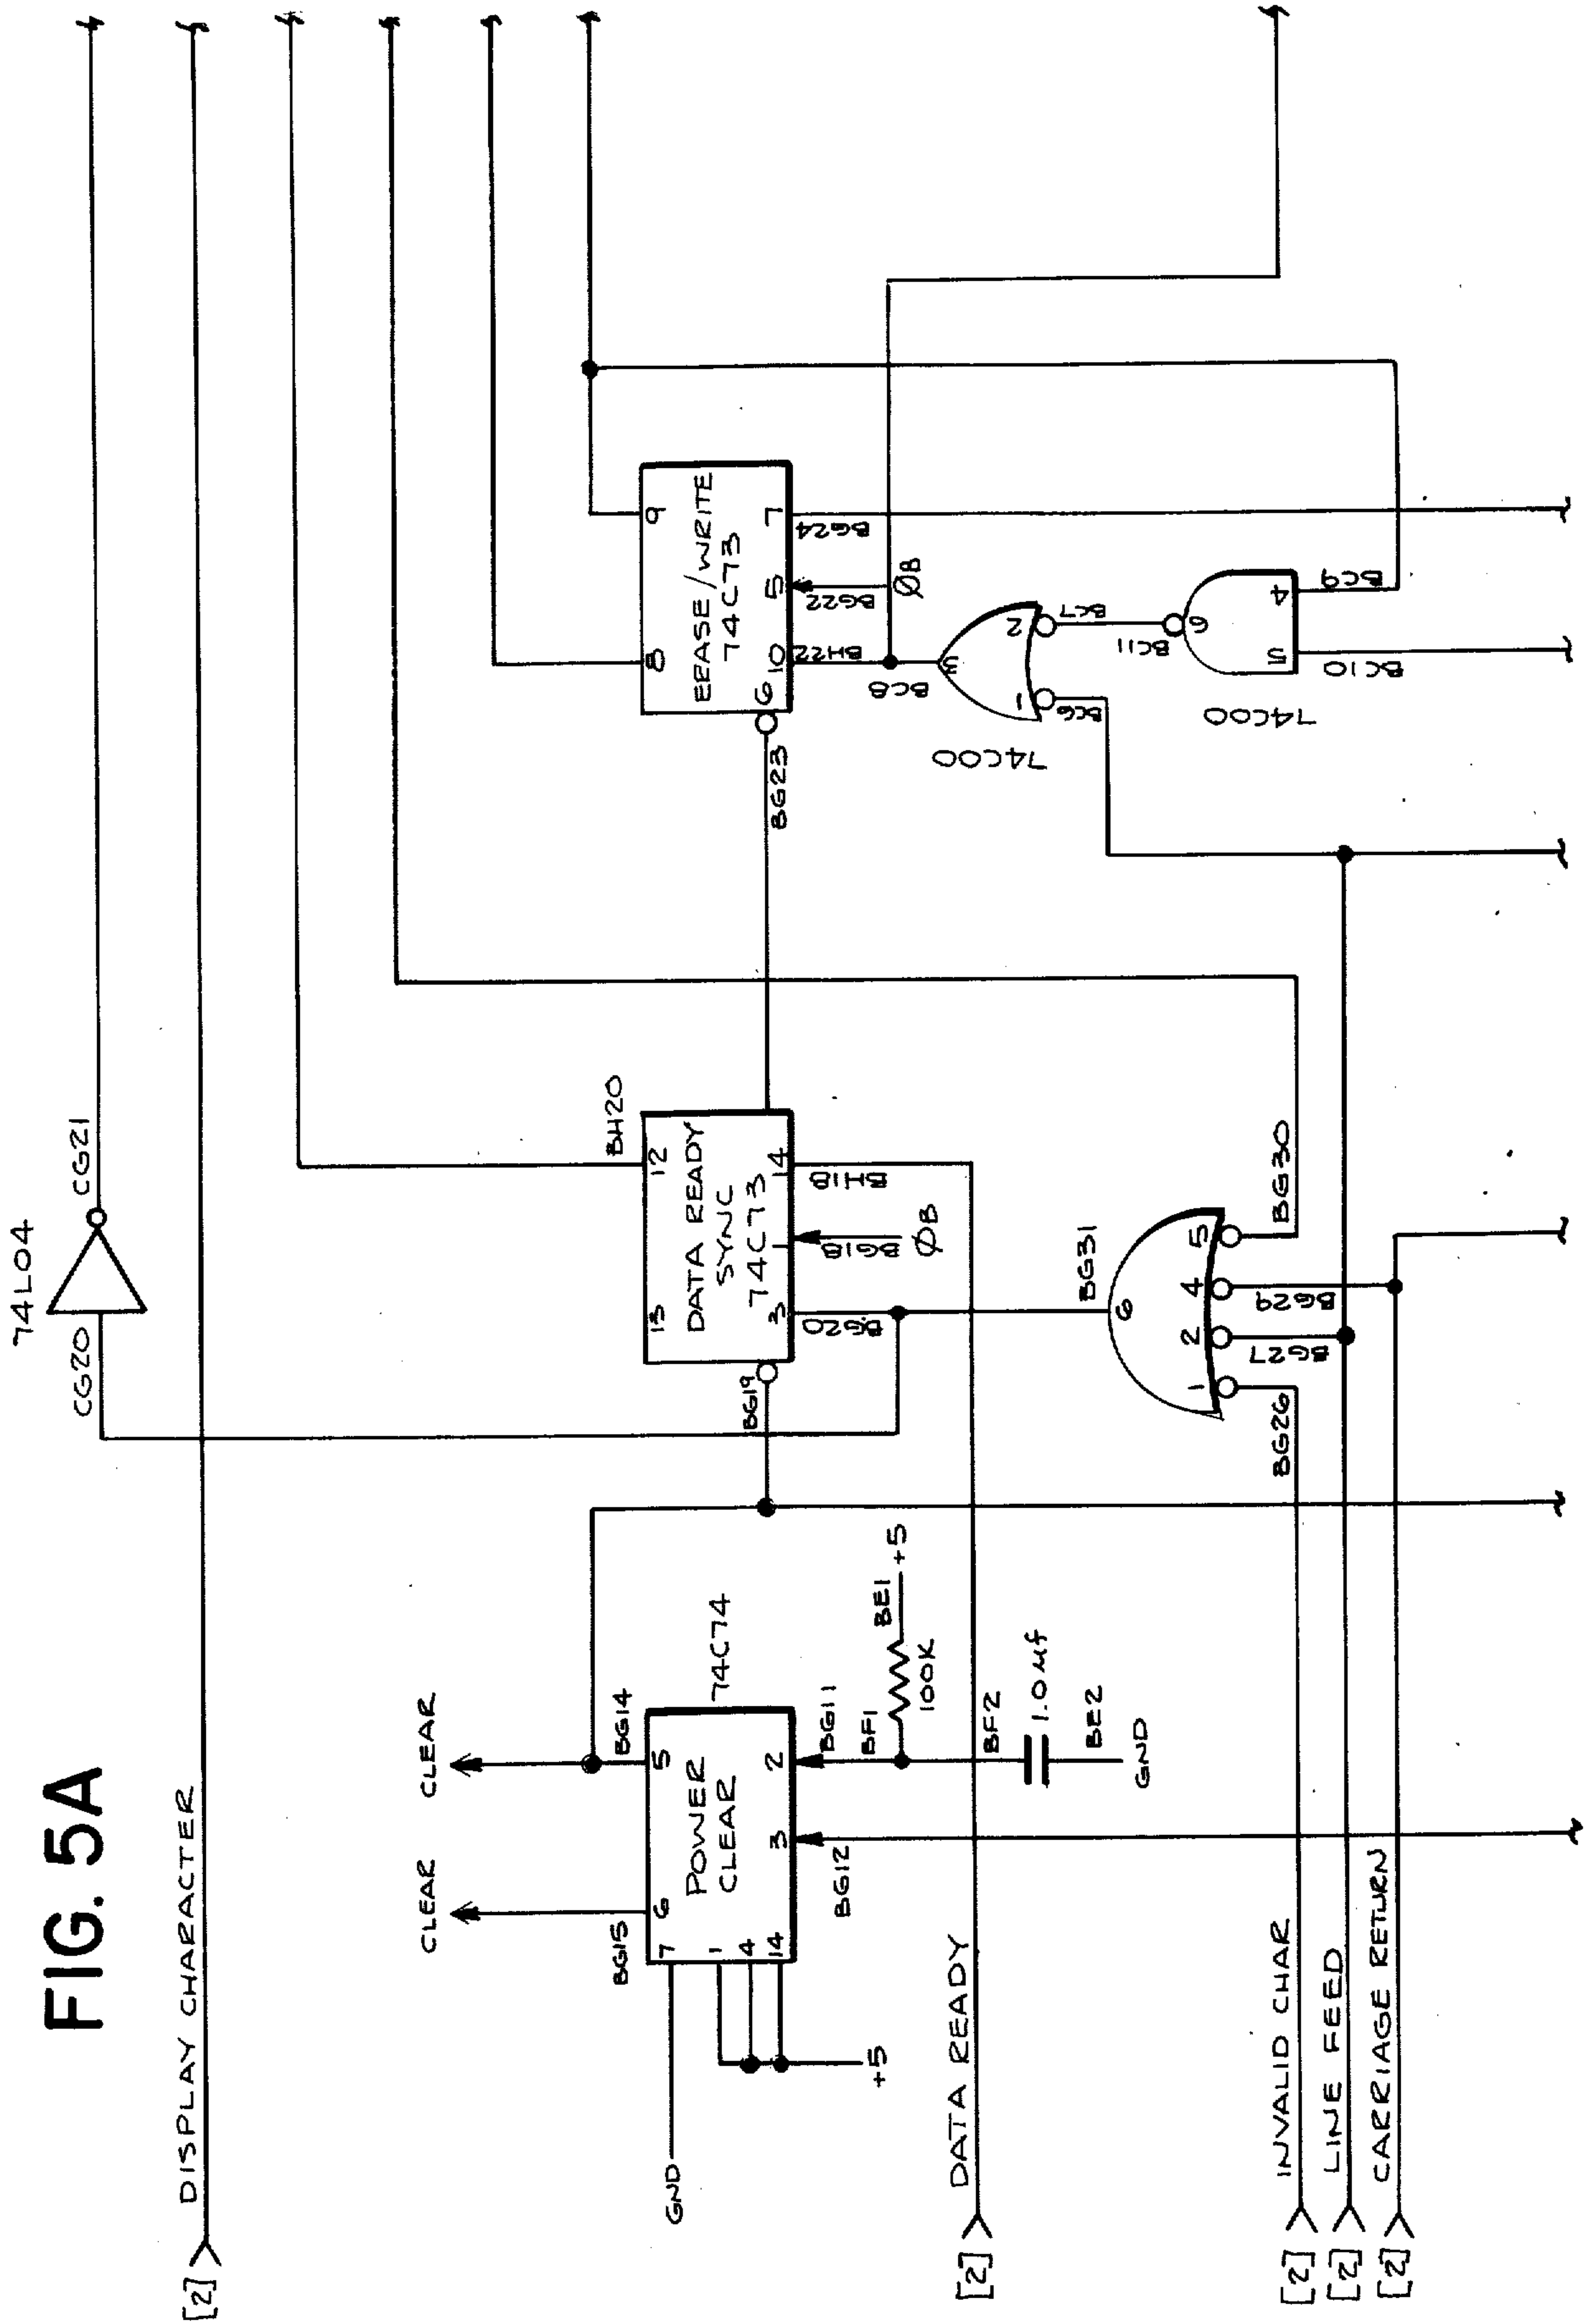 FIG. 5A
74L04
CG20
CG21
[2]
DISPLAY CHARACTER
CLEAR
CLEAR
BG15
BG14
BH20
GND
7
6
5
1
4
14
POWER
CLEAR
3
2
74C74
+5
BG12
BG11
BF1
BE1
+5
100K
BF2
1.0 µf
BE2
GND
BG19
13
12
DATA READY
SYNC
74C73
3
1
14
BG20
BG18
BH18
ØB
BG23
8
9
6
ERASE/WRITE
74C73
10
5
7
BH22
BG22
BG24
ØB
BC8
3
1
2
BC6
BC7
74C00
BC11
6
5
4
BC10
BC9
74C00
[2]
DATA READY
BG31
6
1
2
4
5
BG26
BG27
BG29
BG30
[2]
INVALID CHAR
[2]
LINE FEED
[2]
CARRIAGE RETURN